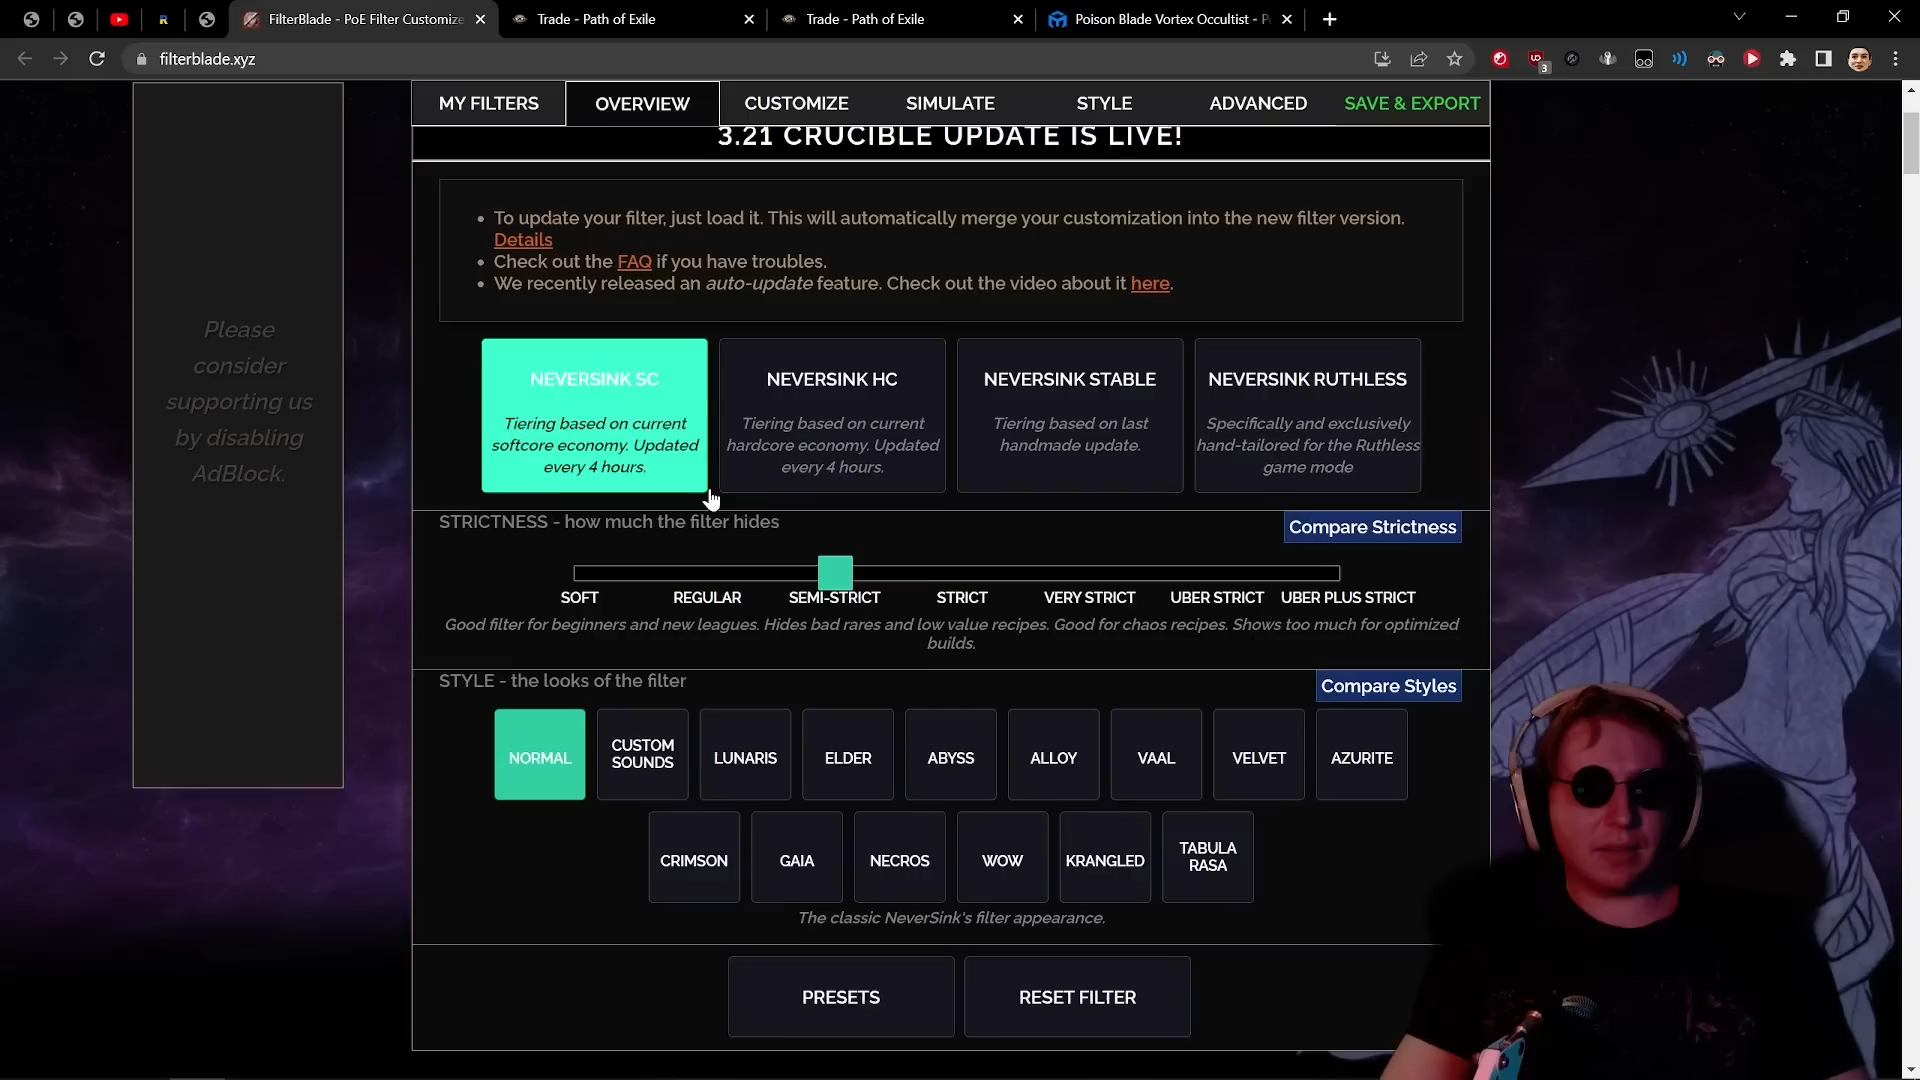 FilterBlade - PoE Filter Customize
Trade - Path of Exile
Trade - Path of Exile
Poison Blade Vortex Occultist - P
filterblade.xyz
3
MY FILTERS
OVERVIEW
CUSTOMIZE
SIMULATE
STYLE
ADVANCED
SAVE & EXPORT
3.21 CRUCIBLE UPDATE IS LIVE!
• To update your filter, just load it. This will automatically merge your customization into the new filter version.
Details
• Check out the FAQ if you have troubles.
• We recently released an auto-update feature. Check out the video about it here.
Please
consider
supporting us
by disabling
AdBlock.
NEVERSINK SC
Tiering based on current
softcore economy. Updated
every 4 hours.
NEVERSINK HC
Tiering based on current
hardcore economy. Updated
every 4 hours.
NEVERSINK STABLE
Tiering based on last
handmade update.
NEVERSINK RUTHLESS
Specifically and exclusively
hand-tailored for the Ruthless
game mode
STRICTNESS - how much the filter hides
Compare Strictness
SOFT
REGULAR
SEMI-STRICT
STRICT
VERY STRICT
UBER STRICT
UBER PLUS STRICT
Good filter for beginners and new leagues. Hides bad rares and low value recipes. Good for chaos recipes. Shows too much for optimized
builds.
STYLE - the looks of the filter
Compare Styles
NORMAL
CUSTOM
SOUNDS
LUNARIS
ELDER
ABYSS
ALLOY
VAAL
VELVET
AZURITE
CRIMSON
GAIA
NECROS
WOW
KRANGLED
TABULA
RASA
The classic NeverSink's filter appearance.
PRESETS
RESET FILTER